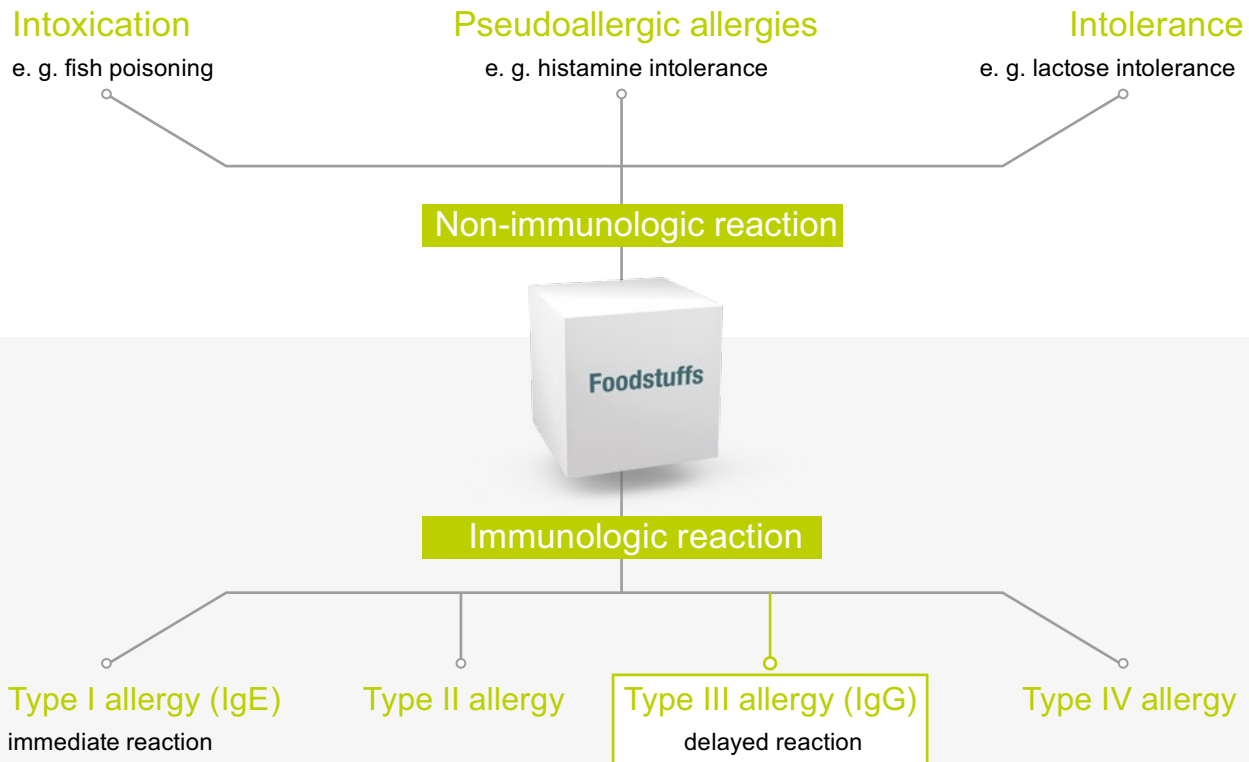 Intoxication
e. g. fish poisoning
Pseudoallergic allergies
e. g. histamine intolerance
Intolerance
e. g. lactose intolerance
Non-immunologic reaction
Foodstuffs
Immunologic reaction
Type I allergy (IgE)
immediate reaction
Type II allergy
Type III allergy (IgG)
delayed reaction
Type IV allergy